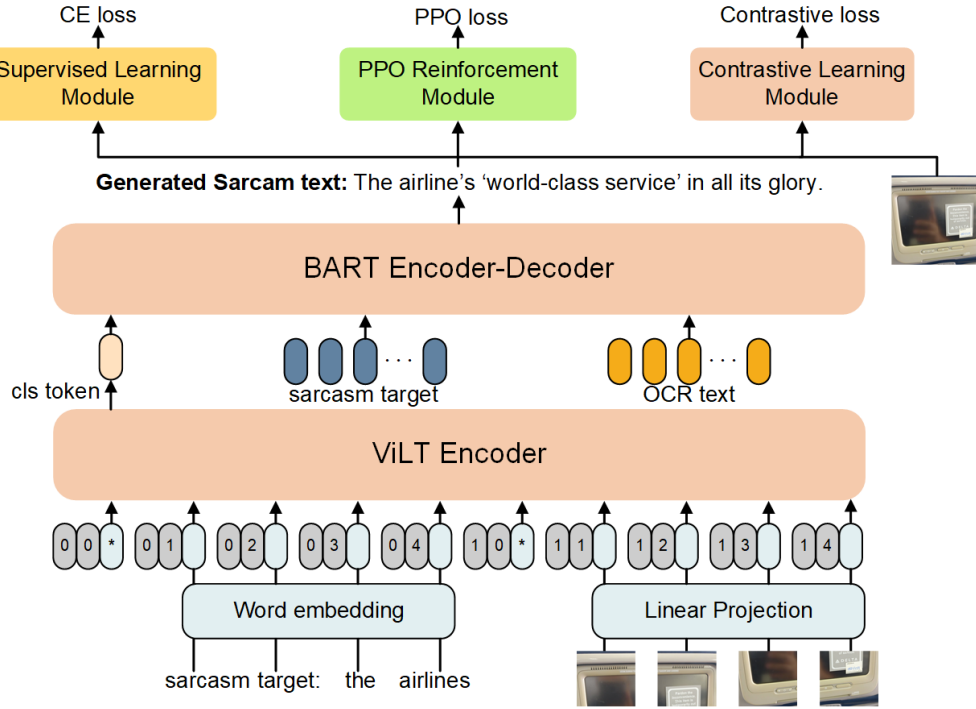 CE loss
PPO loss
Contrastive loss
Supervised Learning
Module
PPO Reinforcement
Module
Contrastive Learning
Module
Generated Sarcam text: The airline's 'world-class service' in all its glory.
BART Encoder-Decoder
cls token
sarcasm target
OCR text
ViLT Encoder
0 0 * 0 1 0 2 0 3 0 4 1 0 * 1 1 1 2 1 3 1 4
Word embedding
Linear Projection
sarcasm target: the airlines